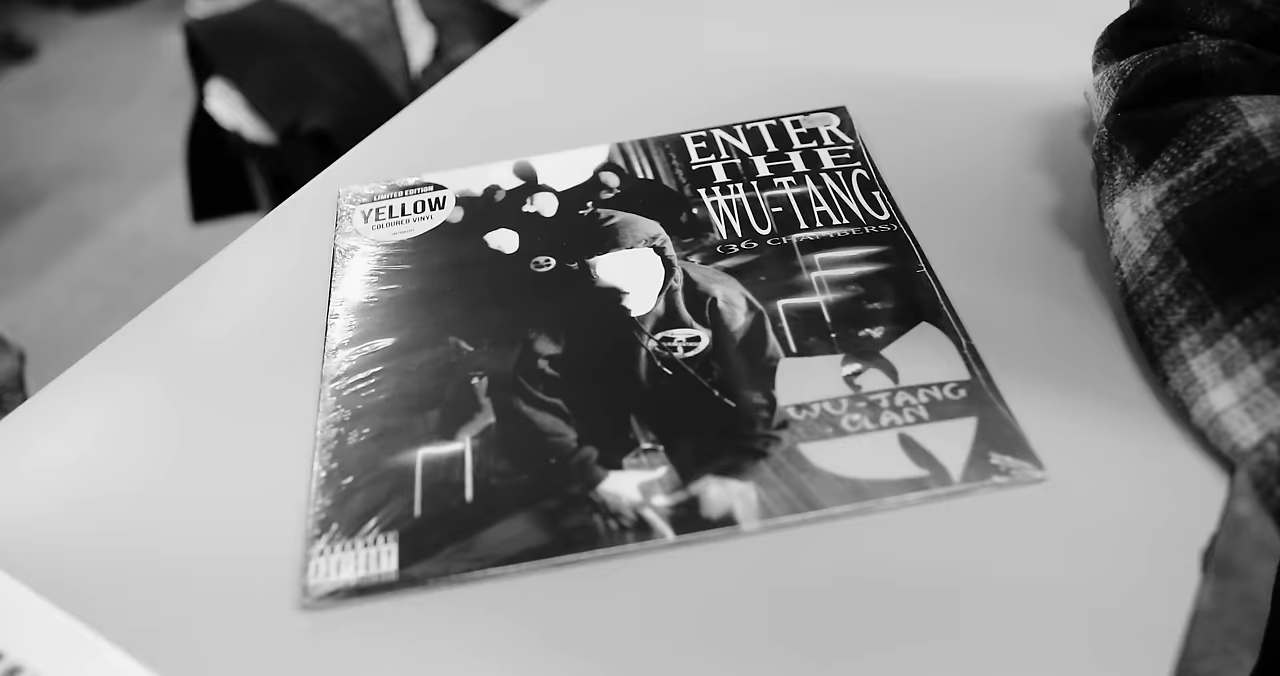 LIMITED EDITION
YELLOW
COLOURED VINYL
ENTER
THE
WU-TANG
(36 CHAMBERS)
WU-TANG
CLAN